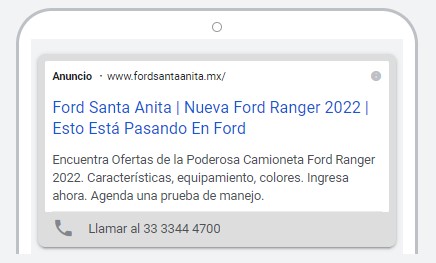 Anuncio · www.fordsantaanita.mx/
Ford Santa Anita | Nueva Ford Ranger 2022 |
Esto Está Pasando En Ford
Encuentra Ofertas de la Poderosa Camioneta Ford Ranger
2022. Características, equipamiento, colores. Ingresa
ahora. Agenda una prueba de manejo.
Llamar al 33 3344 4700